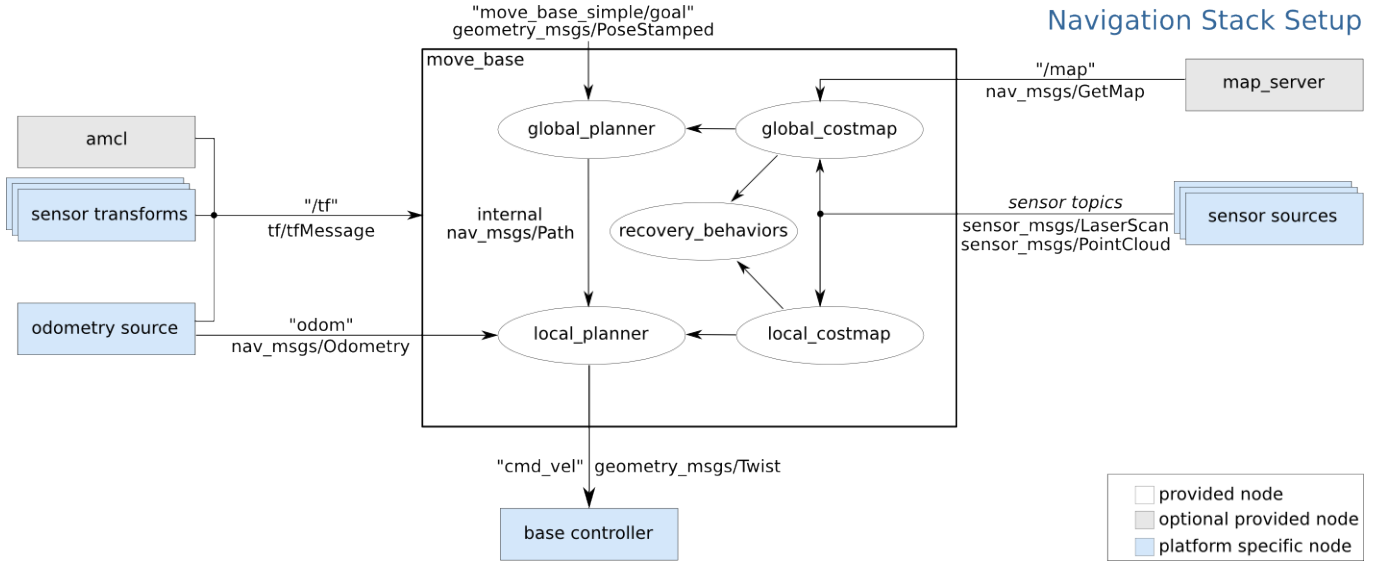 Navigation Stack Setup
"move_base_simple/goal"
geometry_msgs/PoseStamped
move_base
"/map"
nav_msgs/GetMap
map_server
global_planner
global_costmap
amcl
sensor transforms
"/tf"
tf/tfMessage
internal
nav_msgs/Path
recovery_behaviors
sensor topics
sensor_msgs/LaserScan
sensor_msgs/PointCloud
sensor sources
odometry source
"odom"
nav_msgs/Odometry
local_planner
local_costmap
"cmd_vel" geometry_msgs/Twist
base controller
provided node
optional provided node
platform specific node